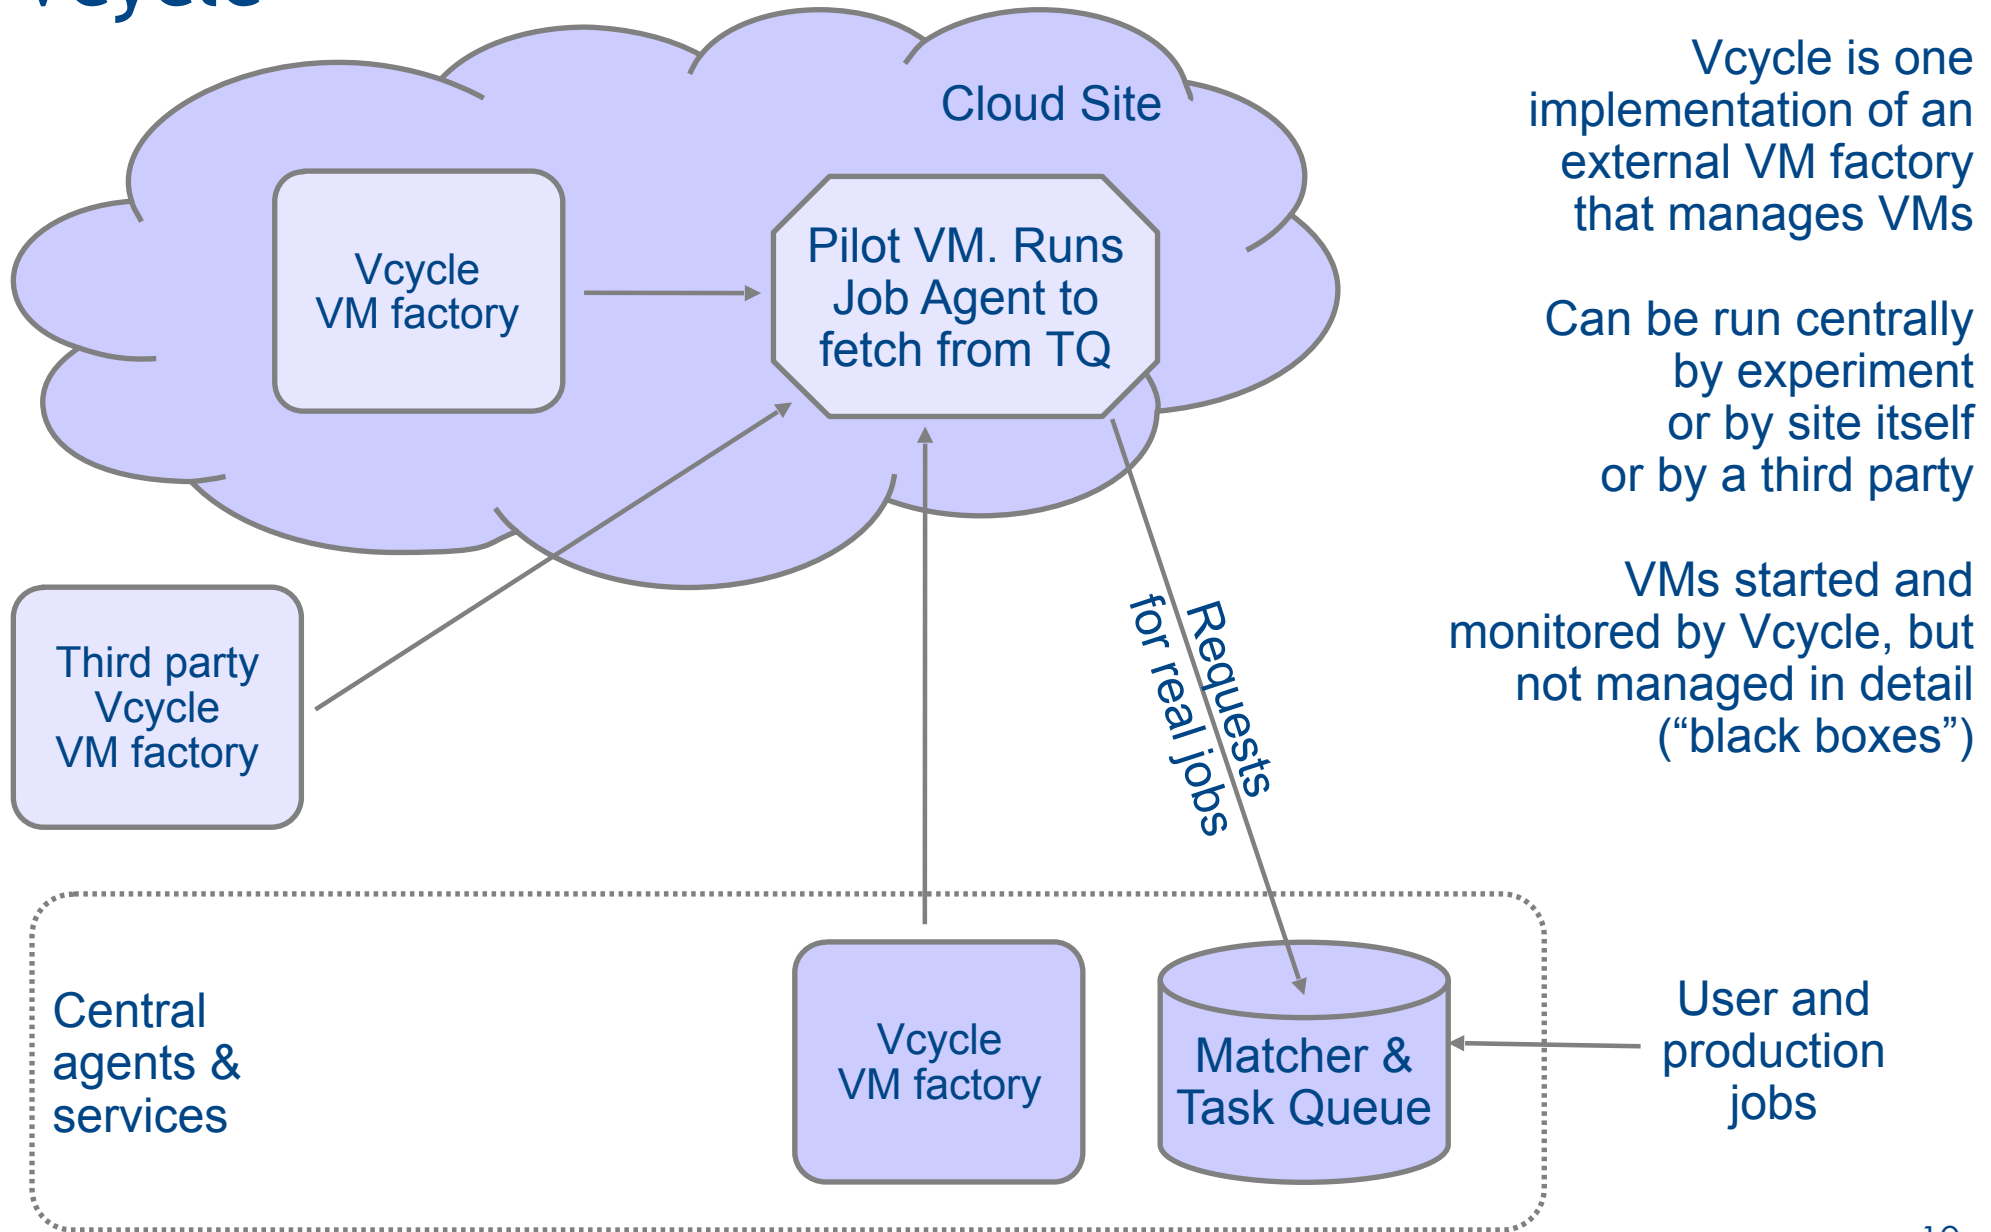 Vcycle
Cloud Site
Vcycle is one
implementation of an
external VM factory
that manages VMs
Can be run centrally
by experiment
or by site itself
or by a third party
VMs started and
monitored by Vcycle, but
not managed in detail
(“black boxes”)
Vcycle
VM factory
Pilot VM. Runs
Job Agent to
fetch from TQ
Third party
Vcycle
VM factory
Requests
for real jobs
Central
agents &
services
Vcycle
VM factory
Matcher &
Task Queue
User and
production
jobs